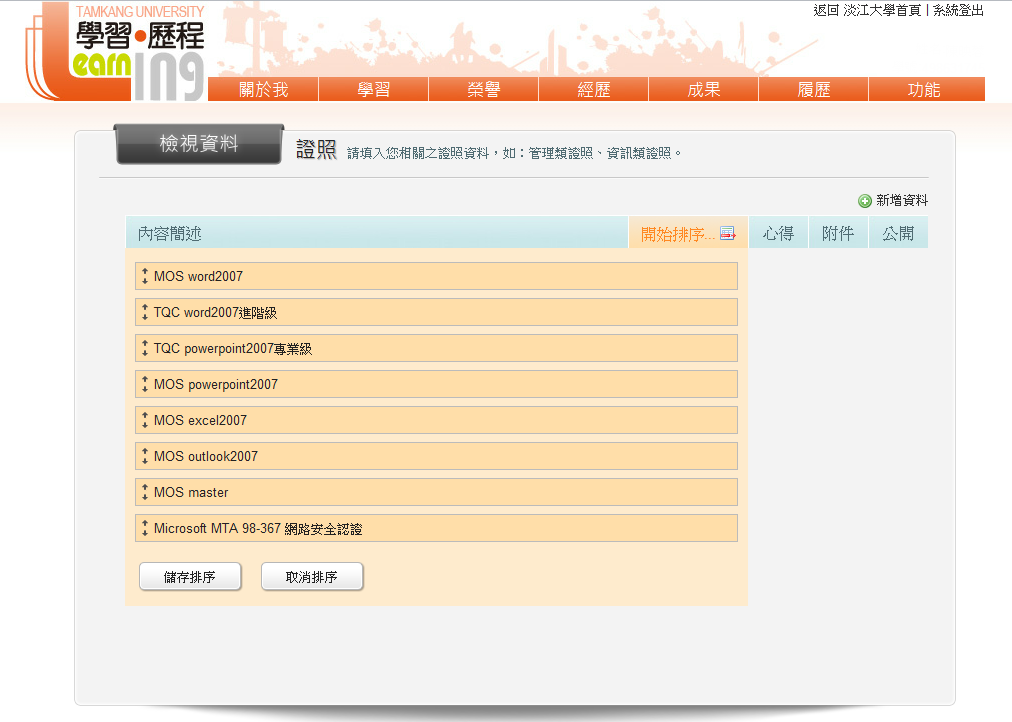 返回 淡江大學首頁 | 系統登出
TAMKANG UNIVERSITY
學習•歷程
Learning
關於我 學習 榮譽 經歷 成果 履歷 功能
檢視資料 證照 請填入您相關之證照資料，如：管理類證照、資訊類證照。
新增資料
內容簡述 開始排序... 心得 附件 公開
MOS word2007
TQC word2007進階級
TQC powerpoint2007專業級
MOS powerpoint2007
MOS excel2007
MOS outlook2007
MOS master
Microsoft MTA 98-367 網路安全認證
儲存排序 取消排序